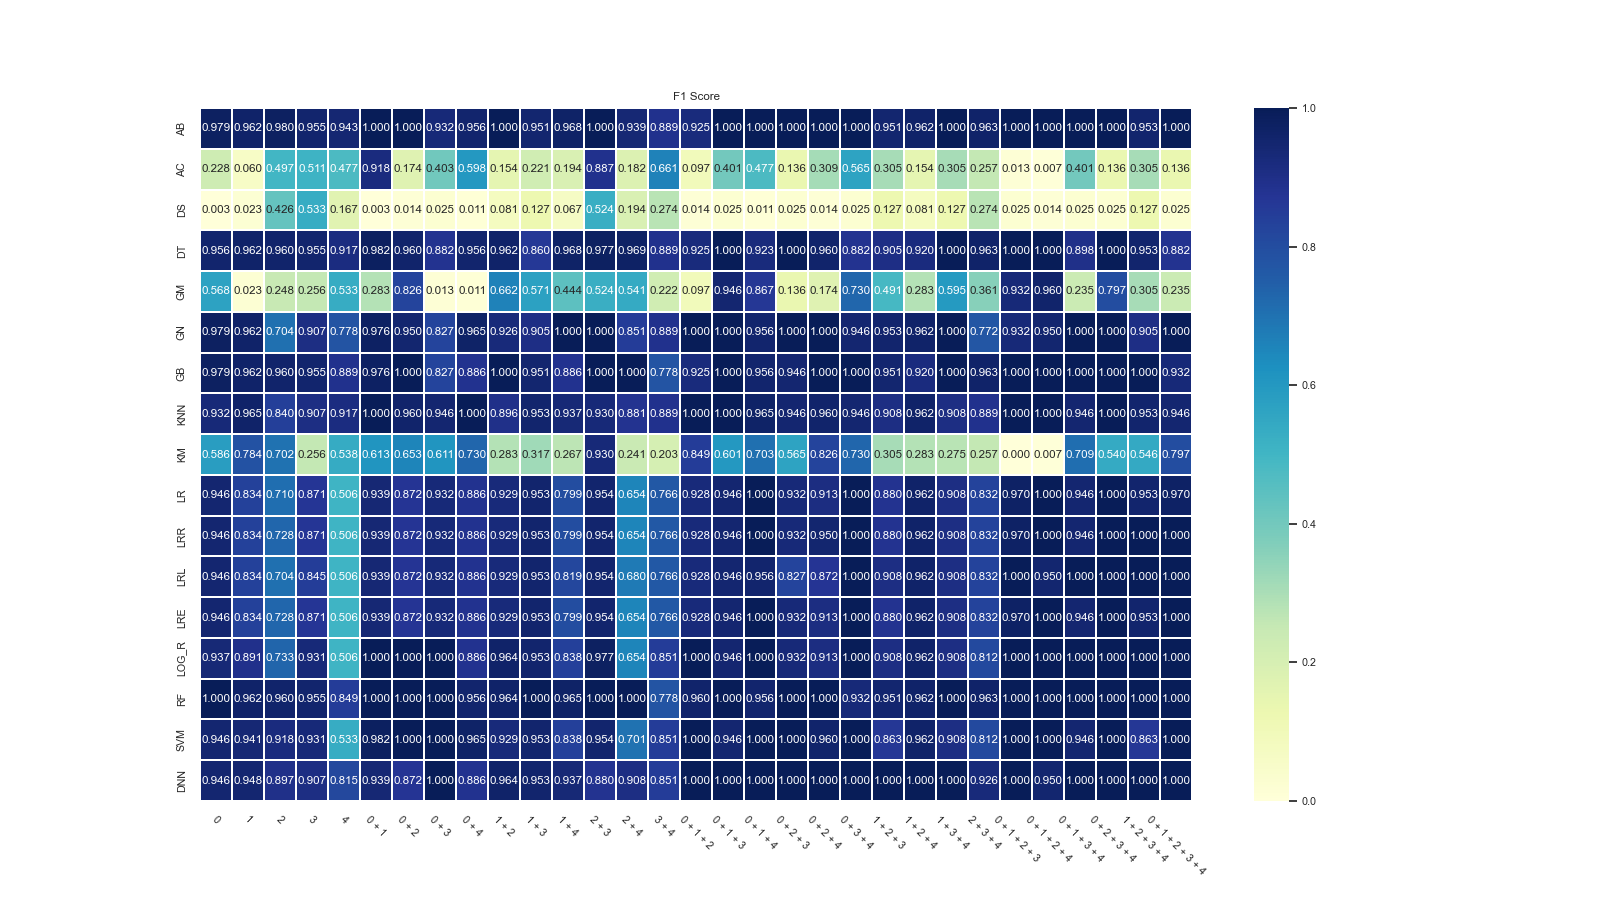 F1 Score
AB 0.979 0.962 0.980 0.955 0.943 1.000 1.000 0.932 0.956 1.000 0.951 0.968 1.000 0.939 0.889 0.925 1.000 1.000 1.000 1.000 1.000 0.951 0.962 1.000 0.963 1.000 1.000 1.000 1.000 0.953 1.000
AC 0.228 0.060 0.497 0.511 0.477 0.918 0.174 0.403 0.598 0.154 0.221 0.194 0.887 0.182 0.661 0.097 0.401 0.477 0.136 0.309 0.565 0.305 0.154 0.305 0.257 0.013 0.007 0.401 0.136 0.305 0.136
DS 0.003 0.023 0.426 0.533 0.167 0.003 0.014 0.025 0.011 0.081 0.127 0.067 0.524 0.194 0.274 0.014 0.025 0.011 0.025 0.014 0.025 0.127 0.081 0.127 0.274 0.025 0.014 0.025 0.025 0.127 0.025
DT 0.956 0.962 0.960 0.955 0.917 0.982 0.960 0.882 0.956 0.962 0.860 0.968 0.977 0.969 0.889 0.925 1.000 0.923 1.000 0.960 0.882 0.905 0.920 1.000 0.963 1.000 1.000 0.898 1.000 0.953 0.882
GM 0.568 0.023 0.248 0.256 0.533 0.283 0.826 0.013 0.011 0.662 0.571 0.444 0.524 0.541 0.222 0.097 0.946 0.867 0.136 0.174 0.730 0.491 0.283 0.595 0.361 0.932 0.960 0.235 0.797 0.305 0.235
GN 0.979 0.962 0.704 0.907 0.778 0.976 0.950 0.827 0.965 0.926 0.905 1.000 1.000 0.851 0.889 1.000 1.000 0.956 1.000 1.000 0.946 0.953 0.962 1.000 0.772 0.932 0.950 1.000 1.000 0.905 1.000
GB 0.979 0.962 0.960 0.955 0.889 0.976 1.000 0.827 0.886 1.000 0.951 0.886 1.000 1.000 0.778 0.925 1.000 0.956 0.946 1.000 1.000 0.951 0.920 1.000 0.963 1.000 1.000 1.000 1.000 1.000 0.932
KNN 0.932 0.965 0.840 0.907 0.917 1.000 0.960 0.946 1.000 0.896 0.953 0.937 0.930 0.881 0.889 1.000 1.000 0.965 0.946 0.960 0.946 0.908 0.962 0.908 0.889 1.000 1.000 0.946 1.000 0.953 0.946
KM 0.586 0.784 0.702 0.256 0.538 0.613 0.653 0.611 0.730 0.283 0.317 0.267 0.930 0.241 0.203 0.849 0.601 0.703 0.565 0.826 0.730 0.305 0.283 0.275 0.257 0.000 0.007 0.709 0.540 0.546 0.797
LR 0.946 0.834 0.710 0.871 0.506 0.939 0.872 0.932 0.886 0.929 0.953 0.799 0.954 0.654 0.766 0.928 0.946 1.000 0.932 0.913 1.000 0.880 0.962 0.908 0.832 0.970 1.000 0.946 1.000 0.953 0.970
LRR 0.946 0.834 0.728 0.871 0.506 0.939 0.872 0.932 0.886 0.929 0.953 0.799 0.954 0.654 0.766 0.928 0.946 1.000 0.932 0.950 1.000 0.880 0.962 0.908 0.832 0.970 1.000 0.946 1.000 1.000 1.000
LRL 0.946 0.834 0.704 0.845 0.506 0.939 0.872 0.932 0.886 0.929 0.953 0.819 0.954 0.680 0.766 0.928 0.946 0.956 0.827 0.872 1.000 0.908 0.962 0.908 0.832 1.000 0.950 1.000 1.000 1.000 1.000
LRE 0.946 0.834 0.728 0.871 0.506 0.939 0.872 0.932 0.886 0.929 0.953 0.799 0.954 0.654 0.766 0.928 0.946 1.000 0.932 0.913 1.000 0.880 0.962 0.908 0.832 0.970 1.000 0.946 1.000 0.953 1.000
LOG_R 0.937 0.891 0.733 0.931 0.506 1.000 1.000 1.000 0.886 0.964 0.953 0.838 0.977 0.654 0.851 1.000 0.946 1.000 0.932 0.913 1.000 0.908 0.962 0.908 0.812 1.000 1.000 1.000 1.000 1.000 1.000
RF 1.000 0.962 0.960 0.955 0.849 1.000 1.000 1.000 0.956 0.964 1.000 0.965 1.000 1.000 0.778 0.960 1.000 0.956 1.000 1.000 0.932 0.951 0.962 1.000 0.963 1.000 1.000 1.000 1.000 1.000 1.000
SVM 0.946 0.941 0.918 0.931 0.533 0.982 1.000 1.000 0.965 0.929 0.953 0.838 0.954 0.701 0.851 1.000 0.946 1.000 1.000 0.960 1.000 0.863 0.962 0.908 0.812 1.000 1.000 0.946 1.000 0.863 1.000
DNN 0.946 0.948 0.897 0.907 0.815 0.939 0.872 1.000 0.886 0.964 0.953 0.937 0.880 0.908 0.851 1.000 1.000 1.000 1.000 1.000 1.000 1.000 1.000 1.000 0.926 1.000 0.950 1.000 1.000 1.000 1.000
0
1
2
3
4
0 + 1
0 + 2
0 + 3
0 + 4
1 + 2
1 + 3
1 + 4
2 + 3
2 + 4
3 + 4
0 + 1 + 2
0 + 1 + 3
0 + 1 + 4
0 + 2 + 3
0 + 2 + 4
0 + 3 + 4
1 + 2 + 3
1 + 2 + 4
1 + 3 + 4
2 + 3 + 4
0 + 1 + 2 + 3
0 + 1 + 2 + 4
0 + 1 + 3 + 4
0 + 2 + 3 + 4
1 + 2 + 3 + 4
0 + 1 + 2 + 3 + 4
1.0
0.8
0.6
0.4
0.2
0.0